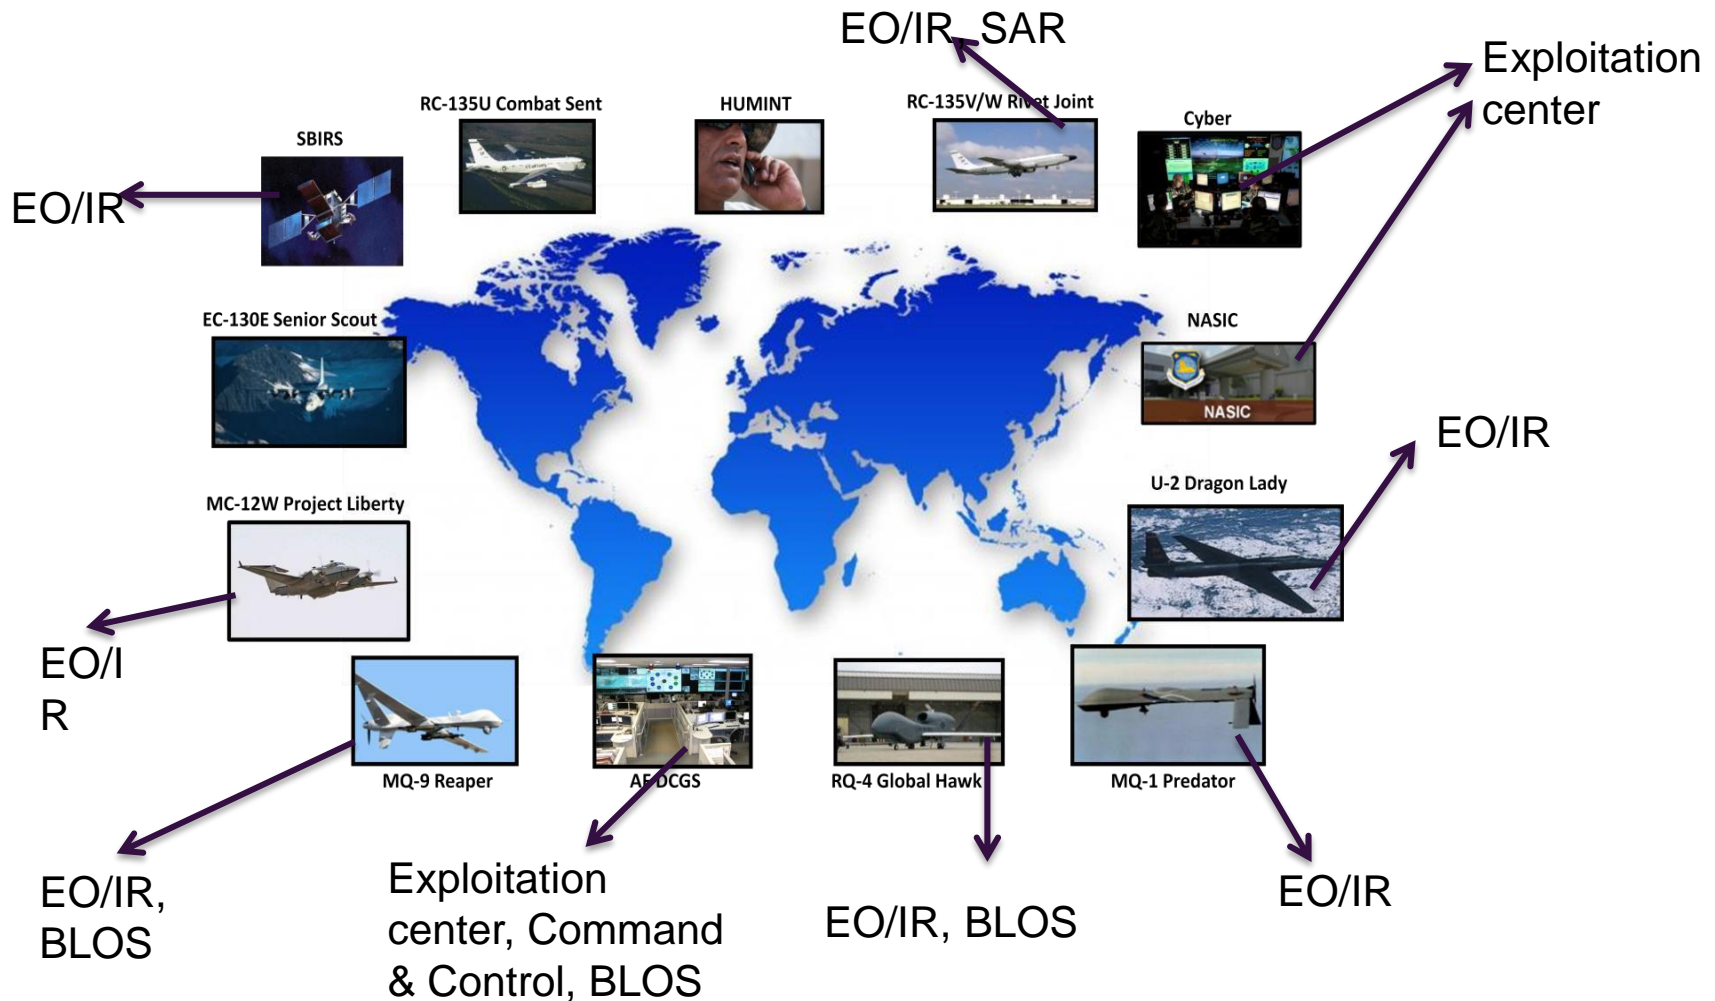 EO/IR, SAR
Exploitation
center
RC-135U Combat Sent
HUMINT
RC-135V/W Rivet Joint
Cyber
SBIRS
EO/IR
EC-130E Senior Scout
NASIC
NASIC
EO/IR
U-2 Dragon Lady
MC-12W Project Liberty
EO/I
R
MQ-9 Reaper
AF DCGS
RQ-4 Global Hawk
MQ-1 Predator
EO/IR,
BLOS
Exploitation
center, Command
& Control, BLOS
EO/IR, BLOS
EO/IR